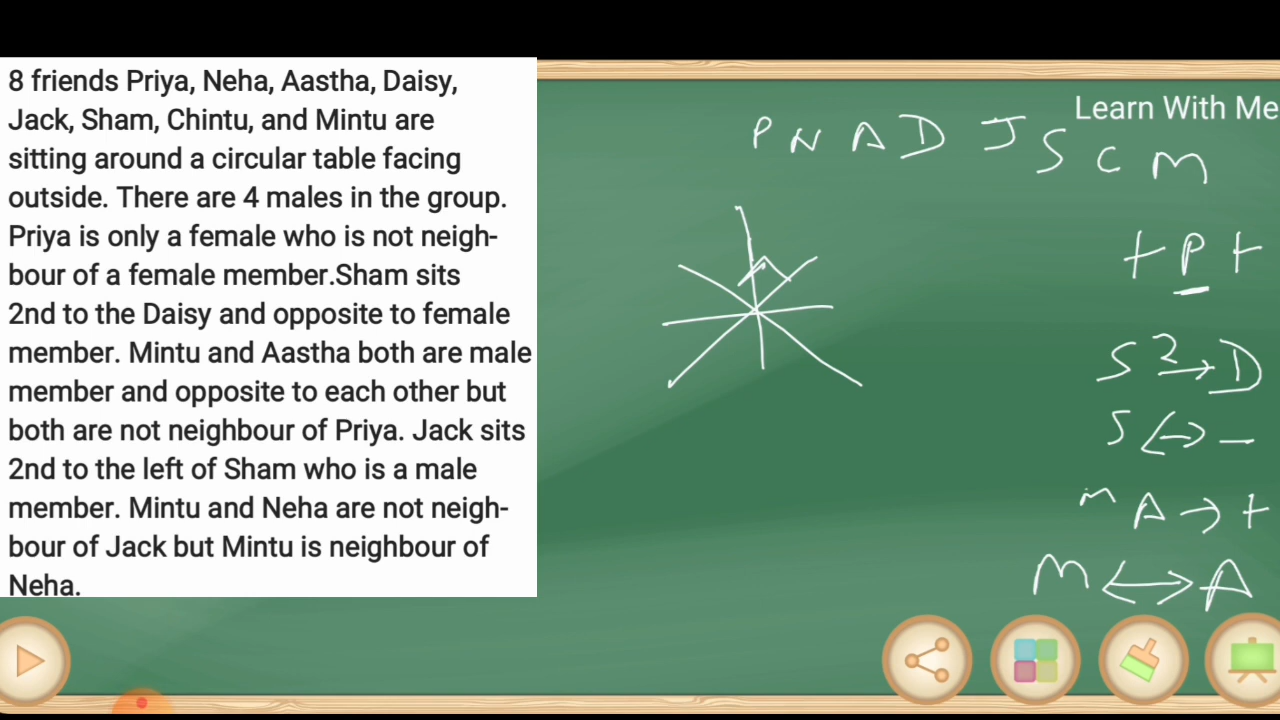 8 friends Priya, Neha, Aastha, Daisy,
Jack, Sham, Chintu, and Mintu are
sitting around a circular table facing
outside. There are 4 males in the group.
Priya is only a female who is not neigh-
bour of a female member.Sham sits
2nd to the Daisy and opposite to female
member. Mintu and Aastha both are male
member and opposite to each other but
both are not neighbour of Priya. Jack sits
2nd to the left of Sham who is a male
member. Mintu and Neha are not neigh-
bour of Jack but Mintu is neighbour of
Neha.
Learn With Me
P N A D J S C M
+ P +
S 2→ D
S ↔ −
M A → +
M ↔ A